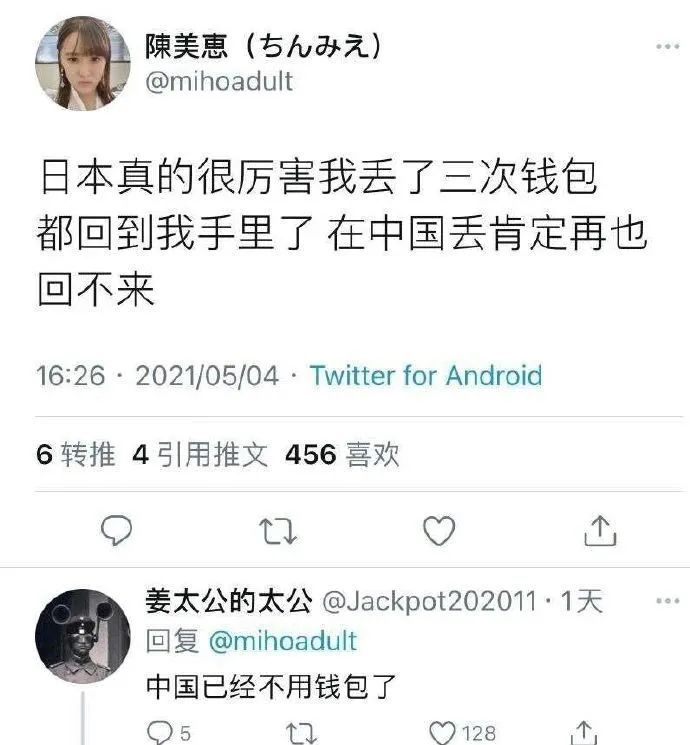 陳美恵（ちんみえ）
@mihoadult
日本真的很厉害我丢了三次钱包
都回到我手里了 在中国丢肯定再也
回不来
16:26 · 2021/05/04 · Twitter for Android
6 转推 4 引用推文 456 喜欢
姜太公的太公 @Jackpot202011 · 1天
回复 @mihoadult
中国已经不用钱包了
5 128